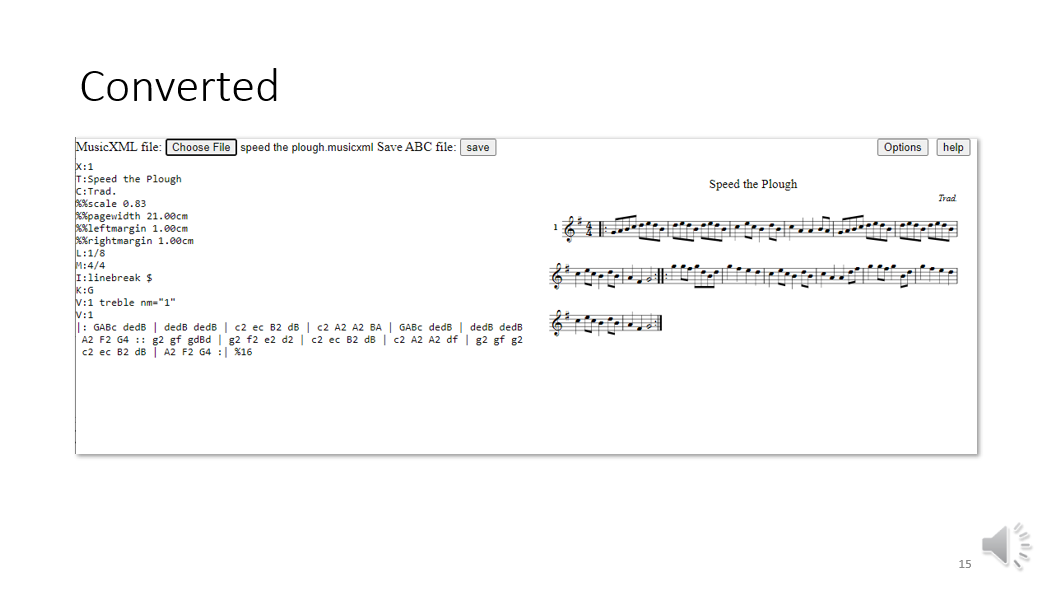 Converted
MusicXML file: Choose File speed the plough.musicxml Save ABC file: save Options help
X:1
T:Speed the Plough
C:Trad.
%%scale 0.83
%%pagewidth 21.00cm
%%leftmargin 1.00cm
%%rightmargin 1.00cm
L:1/8
M:4/4
I:linebreak $
K:G
V:1 treble nm="1"
V:1
|: GABc dedB | dedB dedB | c2 ec B2 dB | c2 A2 A2 BA | GABc dedB | dedB dedB
A2 F2 G4 :: g2 gf gdBd | g2 f2 e2 d2 | c2 ec B2 dB | c2 A2 A2 df | g2 gf g2
c2 ec B2 dB | A2 F2 G4 :| %16
Speed the Plough
Trad.
1
4
4
15